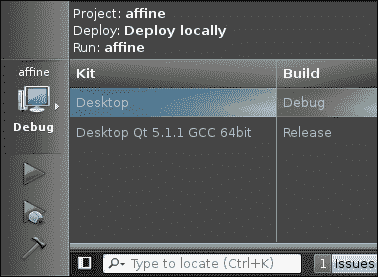 Project: affine
Deploy: Deploy locally
Run: affine
affine
Debug
Kit Build
Desktop Debug
Desktop Qt 5.1.1 GCC 64bit Release
Type to locate (Ctrl+K) 1 Issues